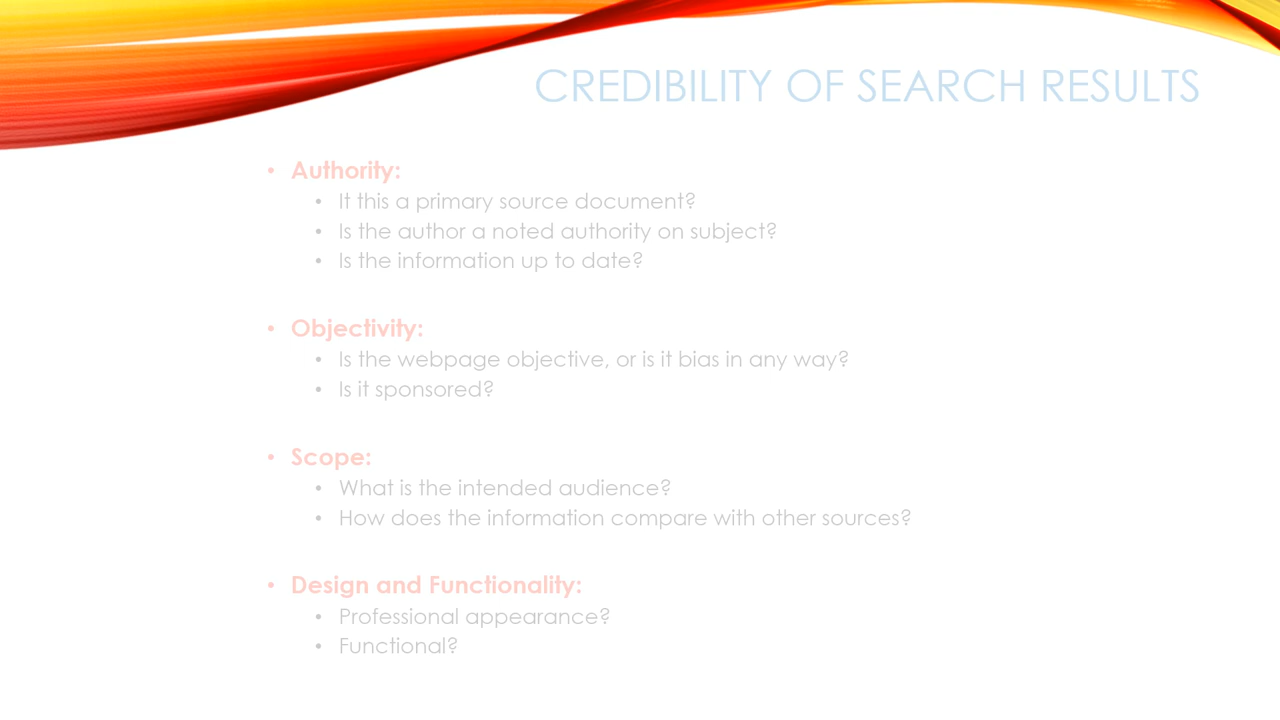 CREDIBILITY OF SEARCH RESULTS
• Authority:
• It this a primary source document?
• Is the author a noted authority on subject?
• Is the information up to date?
• Objectivity:
• Is the webpage objective, or is it bias in any way?
• Is it sponsored?
• Scope:
• What is the intended audience?
• How does the information compare with other sources?
• Design and Functionality:
• Professional appearance?
• Functional?